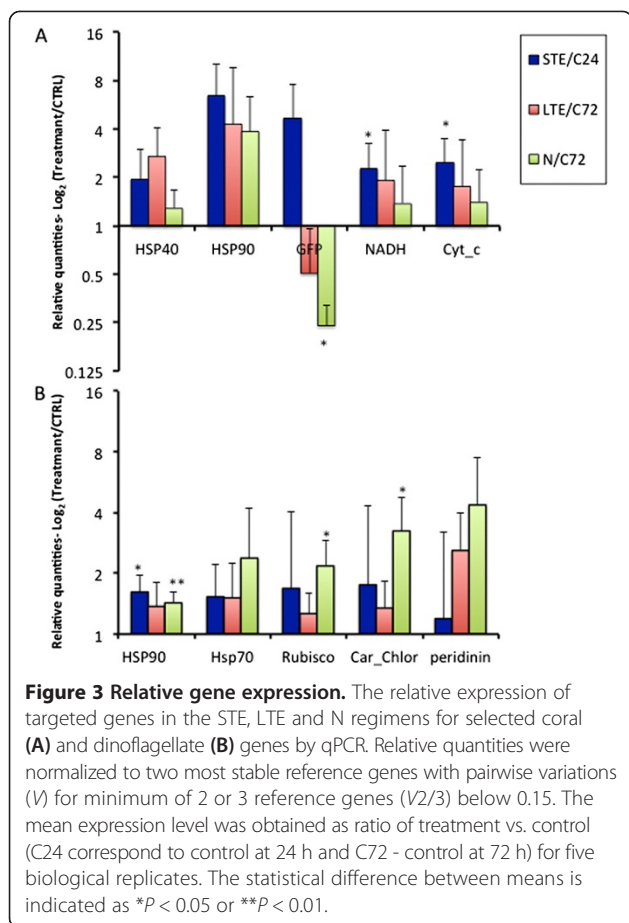 A
16
8
4
2
1
0.5
0.25
0.125
Relative quantities- Log2 (Treatmant/CTRL)
HSP40 HSP90 GFP NADH Cyt_c
* * *
STE/C24
LTE/C72
N/C72
B
16
8
4
2
1
Relative quantities- Log2 (Treatmant/CTRL)
* ** * *
HSP90 Hsp70 Rubisco Car_Chlor peridinin
Figure 3 Relative gene expression. The relative expression of
targeted genes in the STE, LTE and N regimens for selected coral
(A) and dinoflagellate (B) genes by qPCR. Relative quantities were
normalized to two most stable reference genes with pairwise variations
(V) for minimum of 2 or 3 reference genes (V2/3) below 0.15. The
mean expression level was obtained as ratio of treatment vs. control
(C24 correspond to control at 24 h and C72 - control at 72 h) for five
biological replicates. The statistical difference between means is
indicated as *P < 0.05 or **P < 0.01.